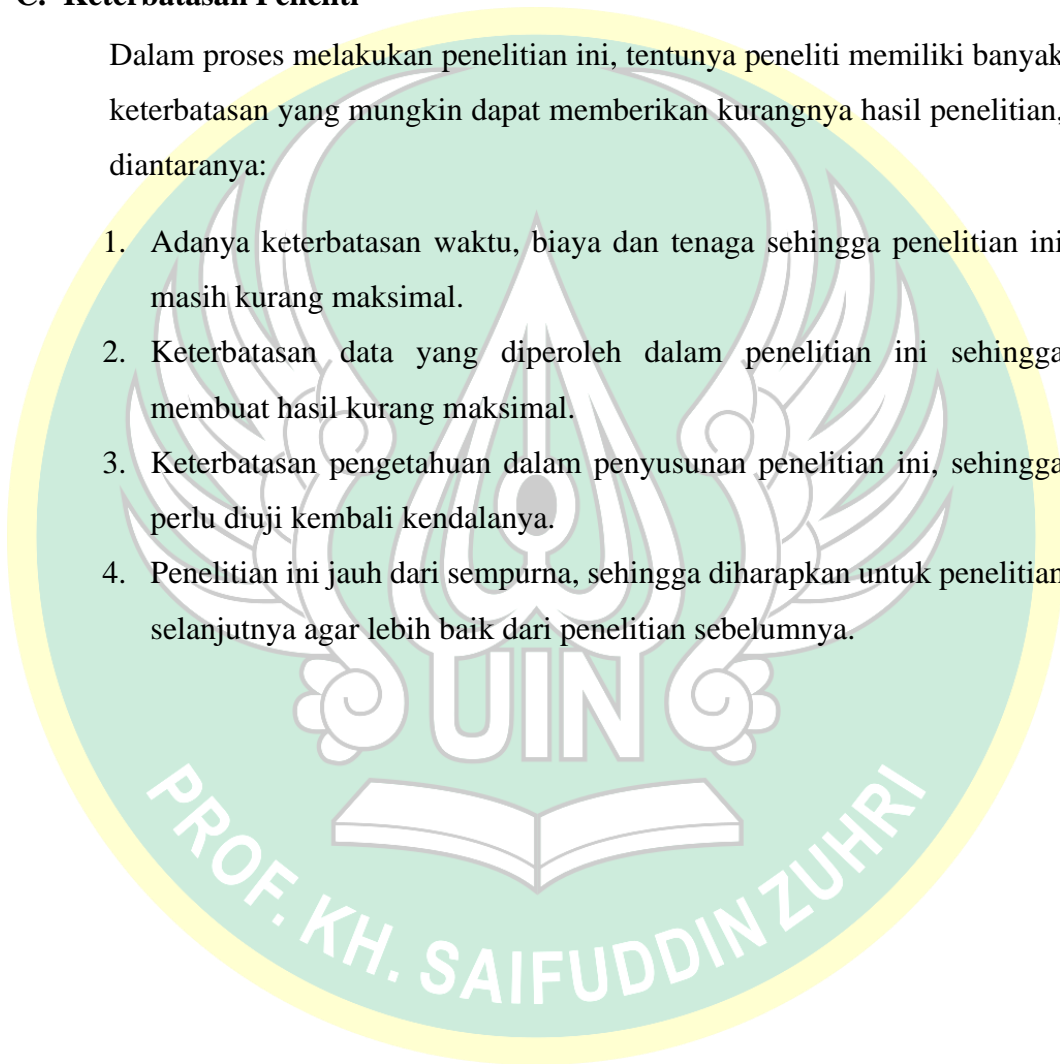 C. Keterbatasan Peneliti
Dalam proses melakukan penelitian ini, tentunya peneliti memiliki banyak
keterbatasan yang mungkin dapat memberikan kurangnya hasil penelitian,
diantaranya:
1. Adanya keterbatasan waktu, biaya dan tenaga sehingga penelitian ini
masih kurang maksimal.
2. Keterbatasan data yang diperoleh dalam penelitian ini sehingga
membuat hasil kurang maksimal.
3. Keterbatasan pengetahuan dalam penyusunan penelitian ini, sehingga
perlu diuji kembali kendalanya.
4. Penelitian ini jauh dari sempurna, sehingga diharapkan untuk penelitian
selanjutnya agar lebih baik dari penelitian sebelumnya.
UIN
PROF. KH. SAIFUDDIN ZUHRI